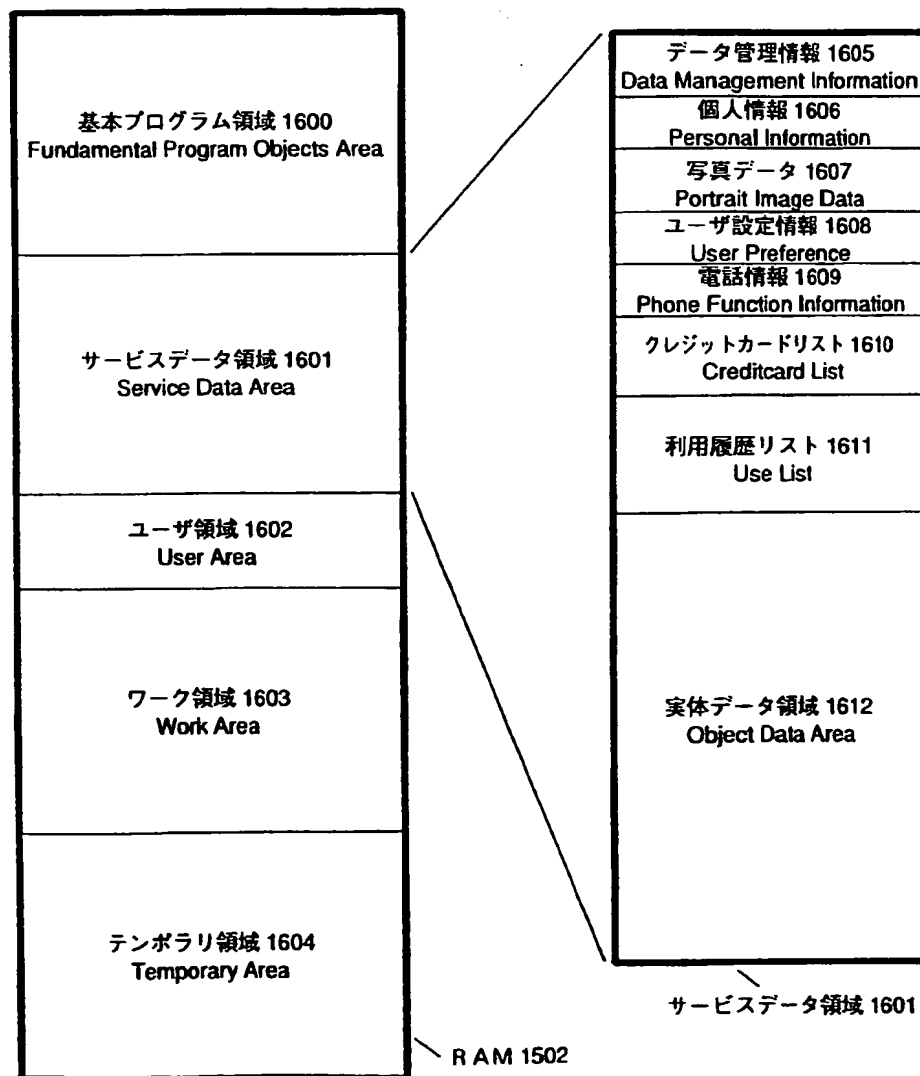 基本プログラム領域 1600
Fundamental Program Objects Area
サービスデータ領域 1601
Service Data Area
ユーザ領域 1602
User Area
ワーク領域 1603
Work Area
テンポラリ領域 1604
Temporary Area
RAM 1502
データ管理情報 1605
Data Management Information
個人情報 1606
Personal Information
写真データ 1607
Portrait Image Data
ユーザ設定情報 1608
User Preference
電話情報 1609
Phone Function Information
クレジットカードリスト 1610
Creditcard List
利用履歴リスト 1611
Use List
実体データ領域 1612
Object Data Area
サービスデータ領域 1601